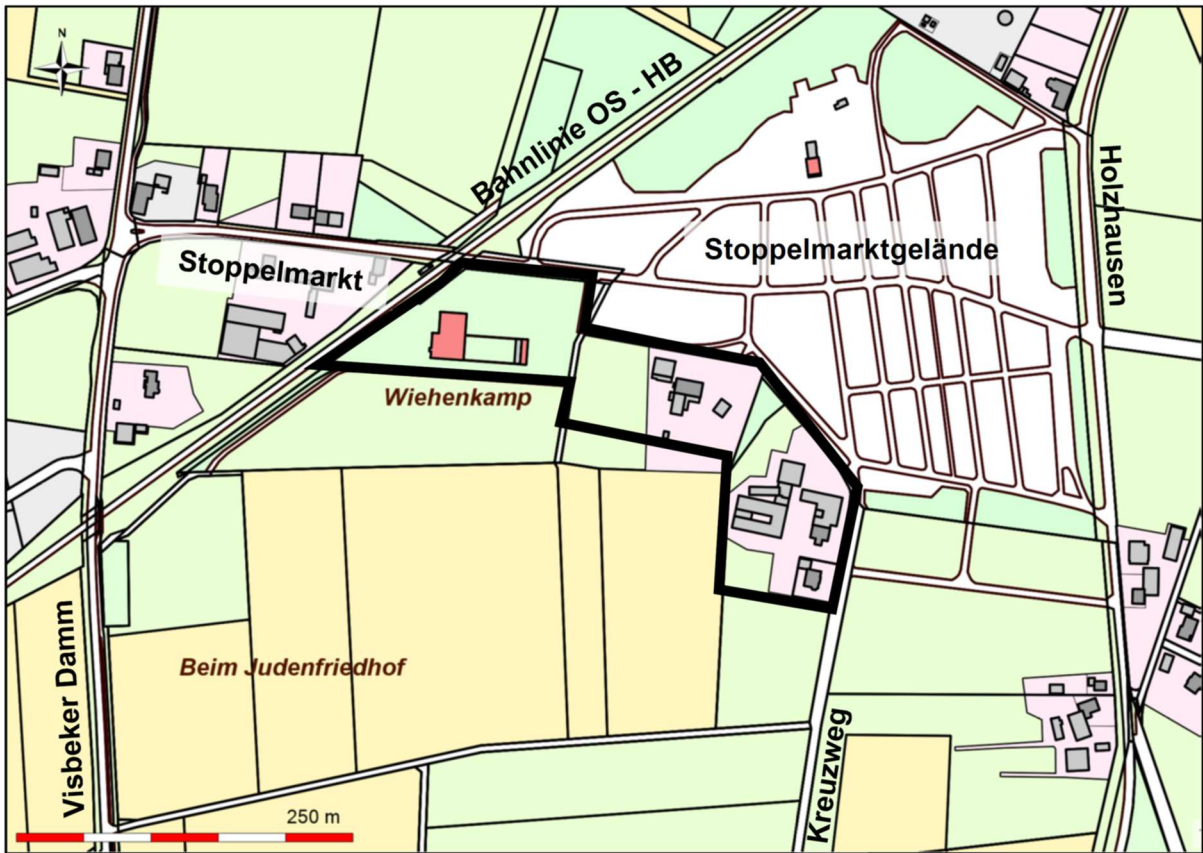 N
Bahnlinie OS - HB
Holzhausen
Stoppelmarktgelände
Stoppelmarkt
Wiehenkamp
Beim Judenfriedhof
Visbeker Damm
Kreuzweg
250 m